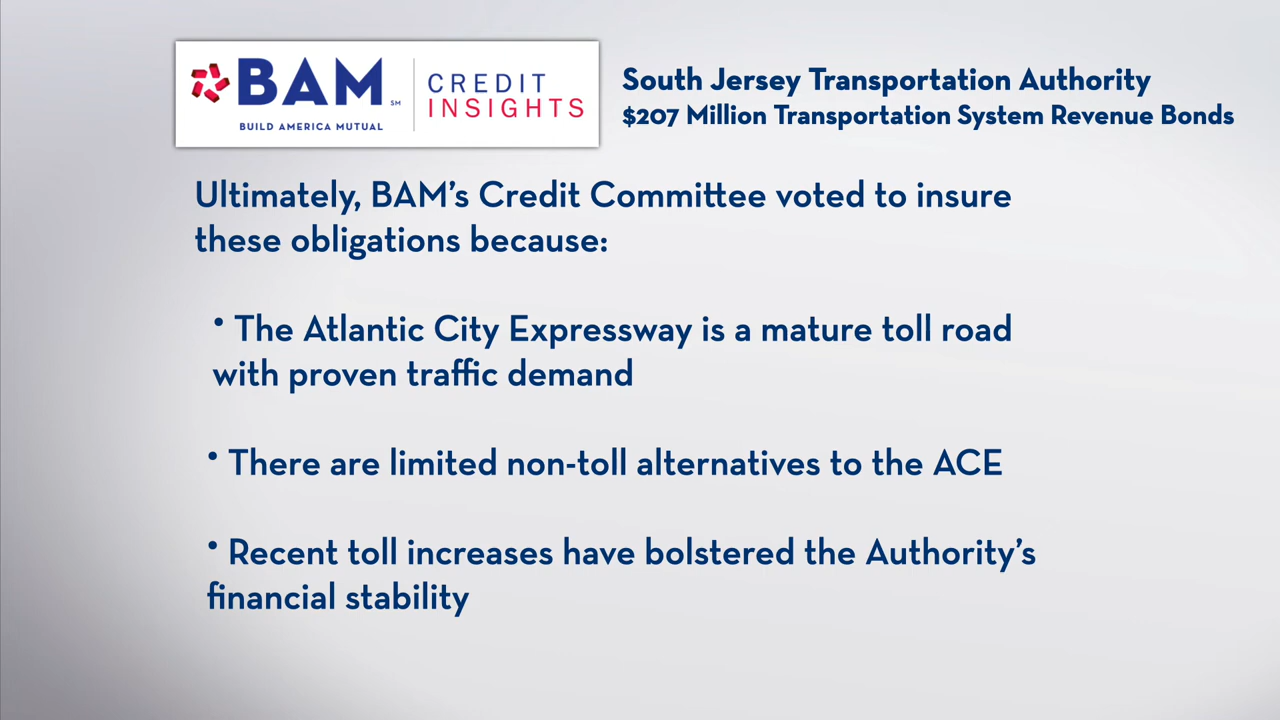 BAM SM
BUILD AMERICA MUTUAL
CREDIT
INSIGHTS
South Jersey Transportation Authority
$207 Million Transportation System Revenue Bonds
Ultimately, BAM’s Credit Committee voted to insure
these obligations because:
• The Atlantic City Expressway is a mature toll road
with proven traffic demand
• There are limited non-toll alternatives to the ACE
• Recent toll increases have bolstered the Authority’s
financial stability